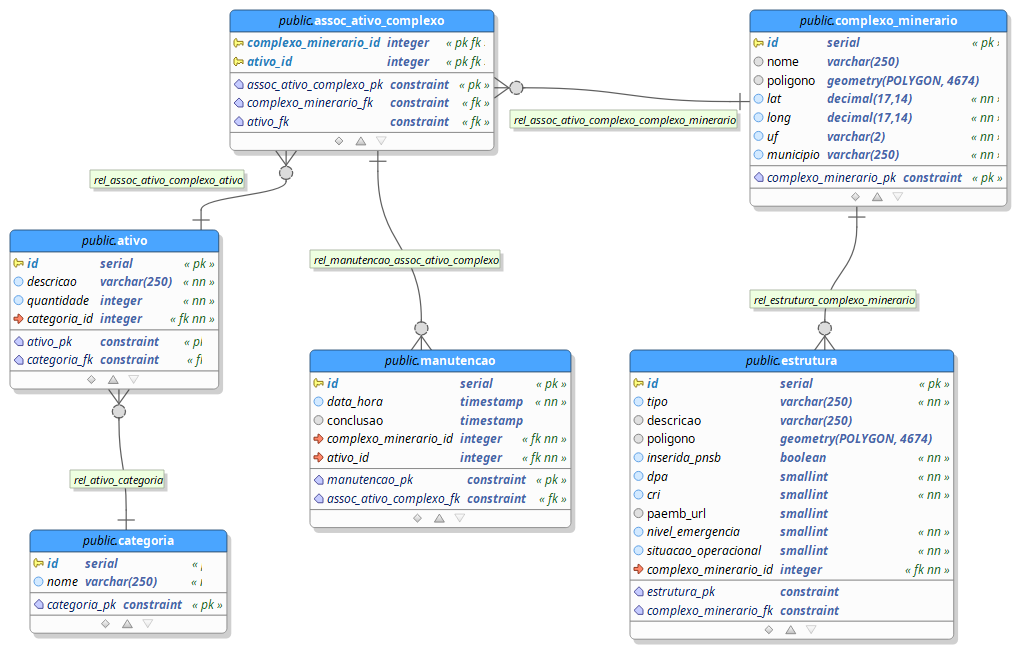 public.assoc_ativo_complexo
complexo_minerario_id integer « pk fk
ativo_id integer « pk fk
assoc_ativo_complexo_pk constraint « pk »
complexo_minerario_fk constraint « fk »
ativo_fk constraint « fk »
public.complexo_minerario
id serial « pk
nome varchar(250)
poligono geometry(POLYGON, 4674)
lat decimal(17,14) « nn
long decimal(17,14) « nn
uf varchar(2) « nn
municipio varchar(250) « nn
complexo_minerario_pk constraint « pk »
rel_assoc_ativo_complexo_complexo_minerario
rel_assoc_ativo_complexo_ativo
public.ativo
id serial « pk »
descricao varchar(250) « nn »
quantidade integer « nn »
categoria_id integer « fk nn »
ativo_pk constraint «
categoria_fk constraint «
rel_manutencao_assoc_ativo_complexo
rel_estrutura_complexo_minerario
public.manutencao
id serial « pk »
data_hora timestamp « nn »
conclusao timestamp
complexo_minerario_id integer « fk nn »
ativo_id integer « fk nn »
manutencao_pk constraint « pk »
assoc_ativo_complexo_fk constraint « fk »
public.estrutura
id serial « pk »
tipo varchar(250) « nn »
descricao varchar(250)
poligono geometry(POLYGON, 4674)
inserida_pnsb boolean « nn »
dpa smallint « nn »
cri smallint « nn »
paemb_url smallint
nivel_emergencia smallint « nn »
situacao_operacional smallint « nn »
complexo_minerario_id integer « fk nn »
estrutura_pk constraint
complexo_minerario_fk constraint
rel_ativo_categoria
public.categoria
id serial «
nome varchar(250) «
categoria_pk constraint « pk »